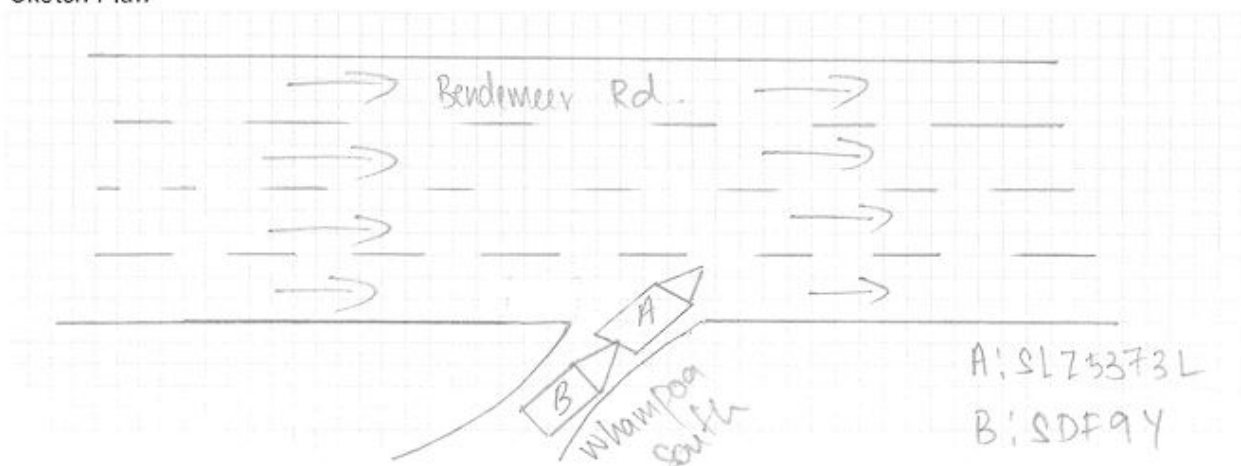 Sketch Plan
Bendemeer Rd.
A
B
Whampoa
South
A: SLZ5373L
B: SDF9Y